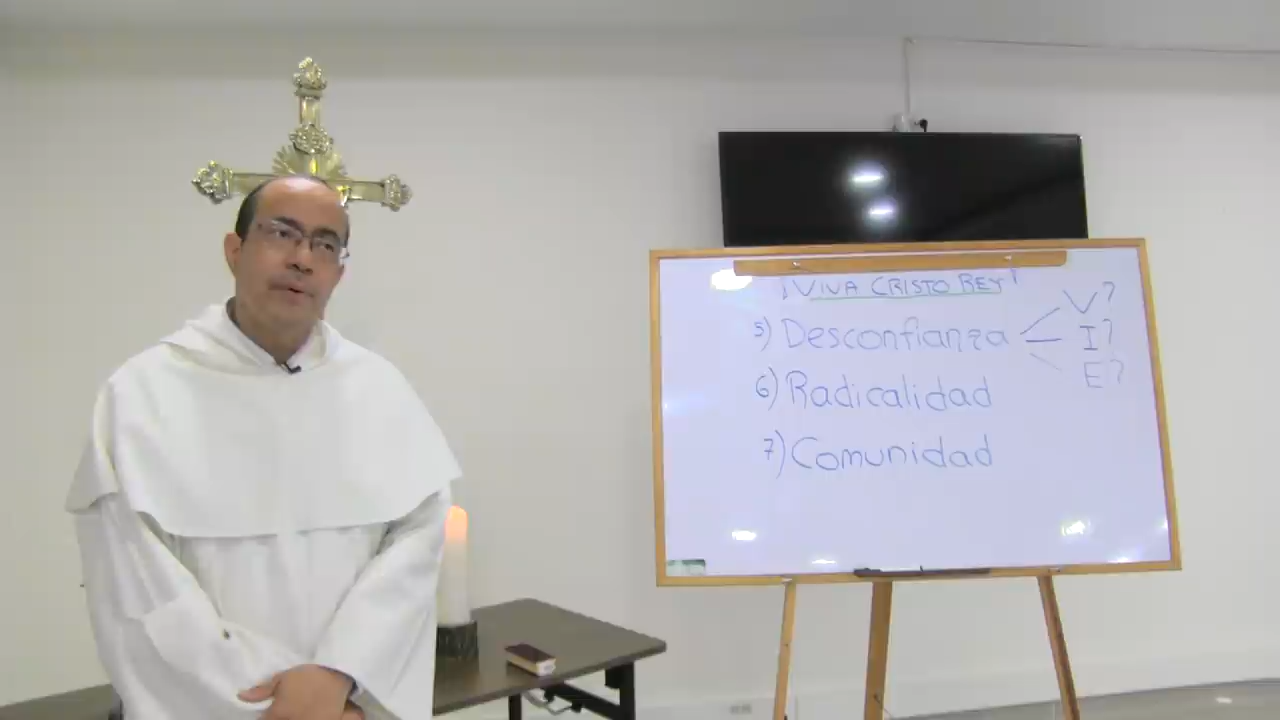 ¡VIVA CRISTO REY!
5) Desconfianza
V?
I?
E?
6) Radicalidad
7) Comunidad